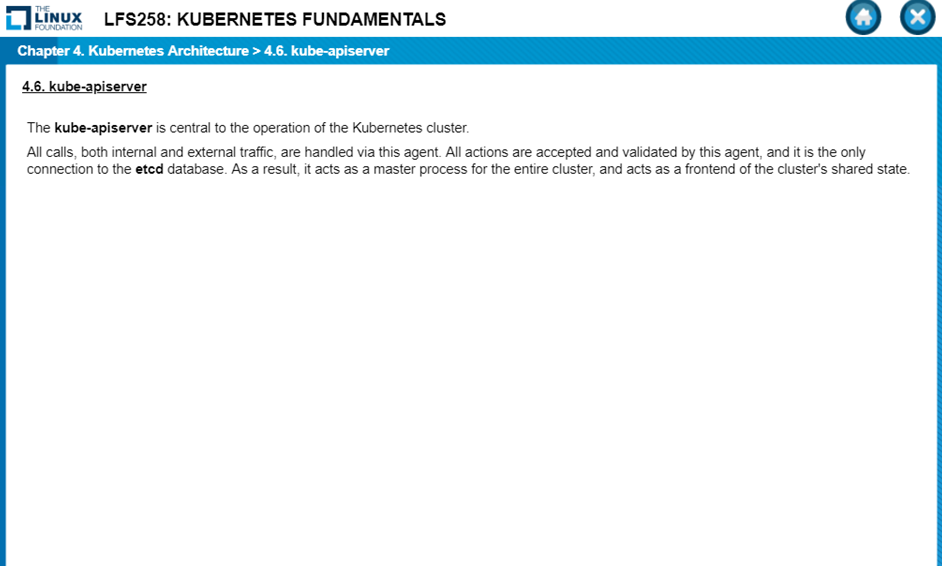 THE
LINUX
FOUNDATION
LFS258: KUBERNETES FUNDAMENTALS
Chapter 4. Kubernetes Architecture > 4.6. kube-apiserver
4.6. kube-apiserver
The kube-apiserver is central to the operation of the Kubernetes cluster.
All calls, both internal and external traffic, are handled via this agent. All actions are accepted and validated by this agent, and it is the only
connection to the etcd database. As a result, it acts as a master process for the entire cluster, and acts as a frontend of the cluster's shared state.